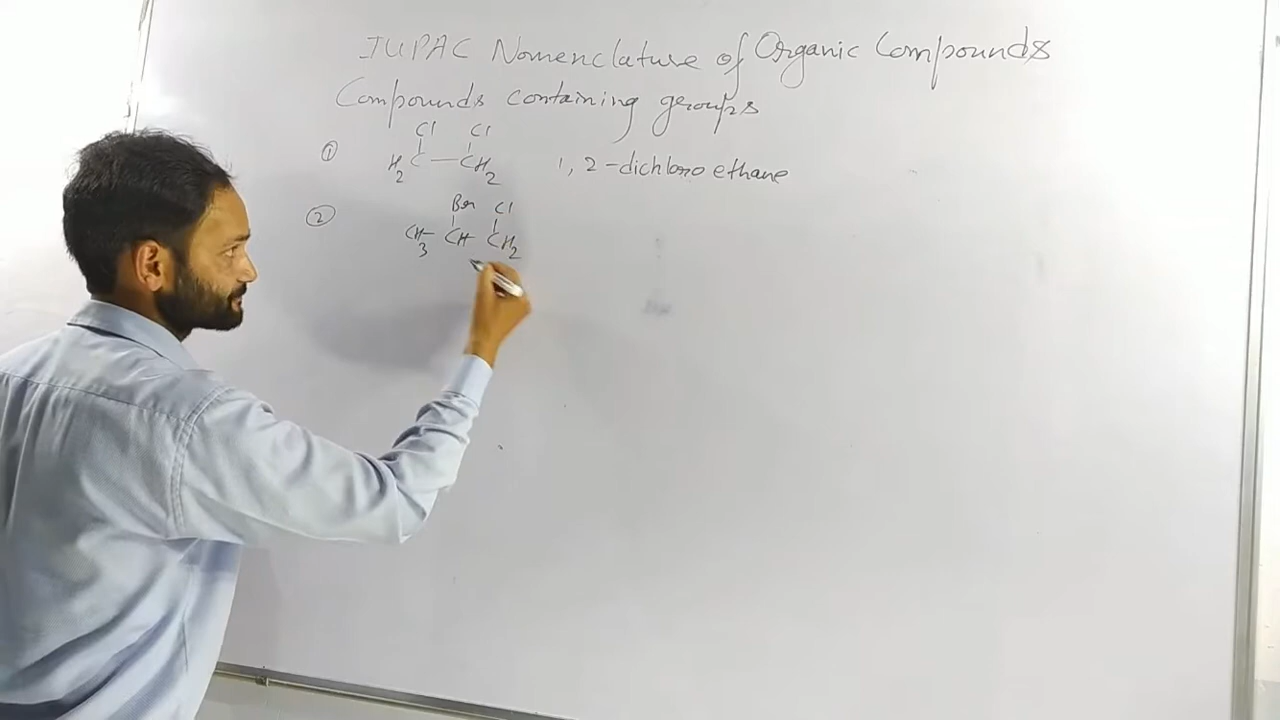 IUPAC Nomenclature of Organic Compounds
Compounds containing groups
Cl Cl
① H2C — CH2 1, 2-dichloro ethane
Br Cl
② CH3 - CH - CH2